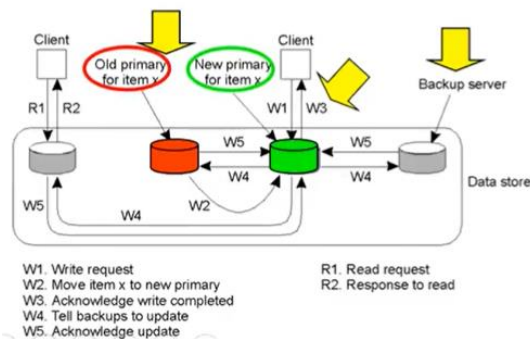 Client
Client
Old primary
for item x
New primary
for item x
Backup server
R1
R2
W1
W3
W5
W5
W4
W4
W5
W4
W2
Data store
W1. Write request
W2. Move item x to new primary
W3. Acknowledge write completed
W4. Tell backups to update
W5. Acknowledge update
R1. Read request
R2. Response to read